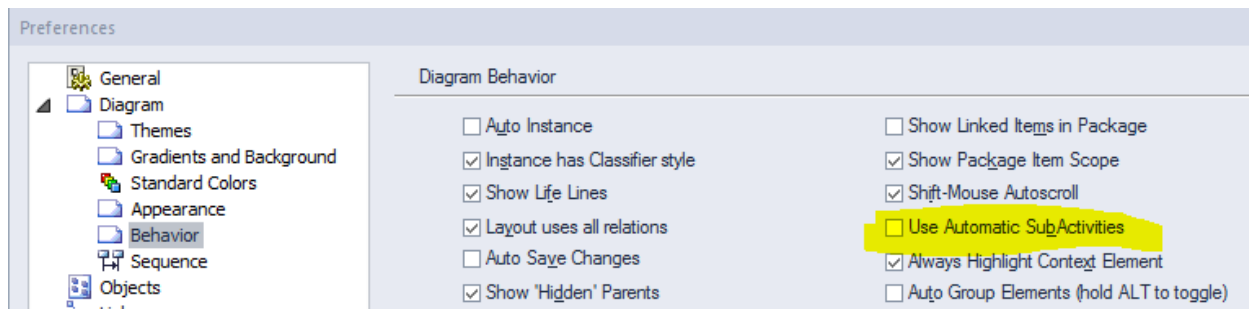 Preferences
General
Diagram
Themes
Gradients and Background
Standard Colors
Appearance
Behavior
Sequence
Objects
Diagram Behavior
Auto Instance
Instance has Classifier style
Show Life Lines
Layout uses all relations
Auto Save Changes
Show 'Hidden' Parents
Show Linked Items in Package
Show Package Item Scope
Shift-Mouse Autoscroll
Use Automatic SubActivities
Always Highlight Context Element
Auto Group Elements (hold ALT to toggle)